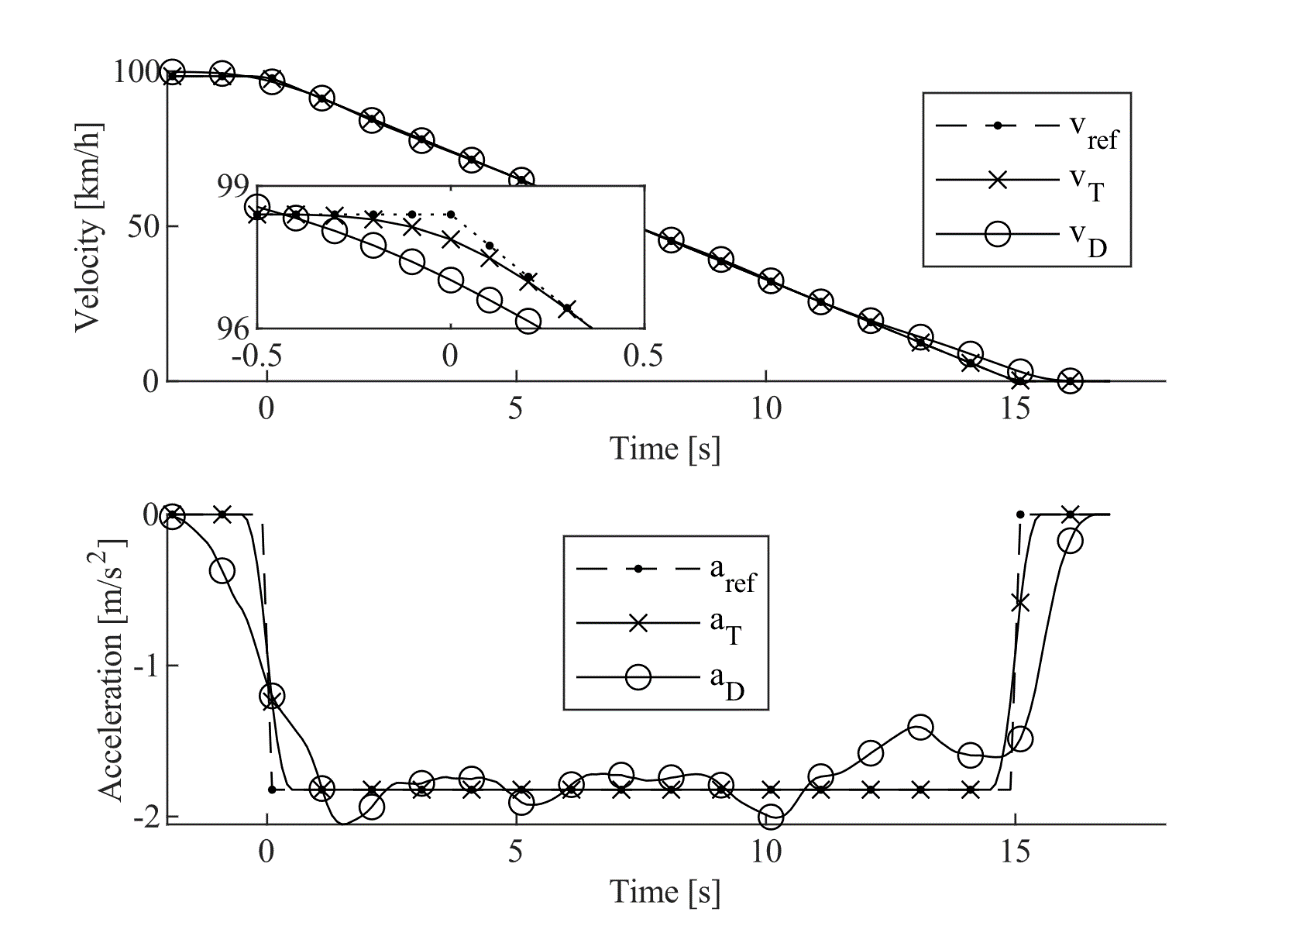 100
50
0
Velocity [km/h]
99
96
-0.5 0 0.5
v_ref
v_T
v_D
0 5 10 15
Time [s]
0
-1
-2
Acceleration [m/s^2]
a_ref
a_T
a_D
0 5 10 15
Time [s]